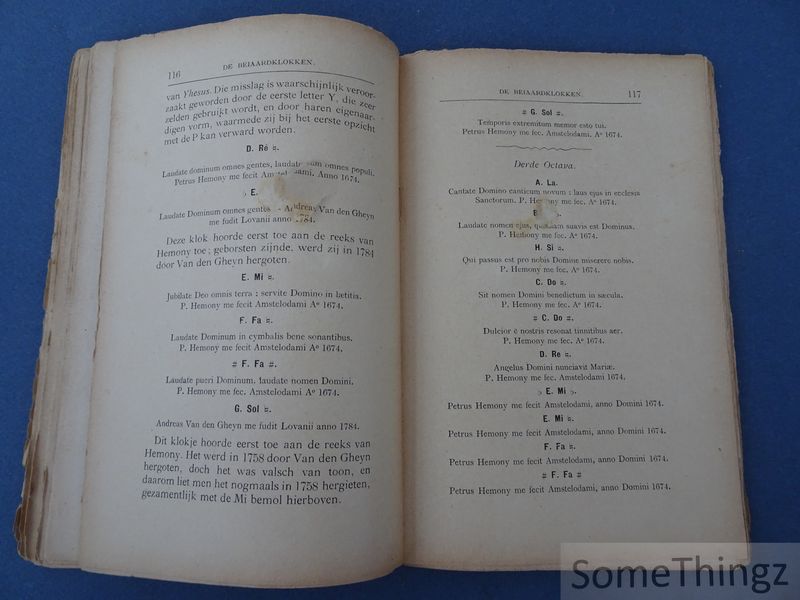 116 DE BEIAARDKLOKKEN.
van Yhesus. Die misslag is waarschijnlijk veroor-
zaakt geworden door de eerste letter Y, die zeer
zelden gebruikt wordt, en door haren eigenaar-
digen vorm, waarmede zij bij het eerste opzicht
met de P kan verward worden.
D. Ré ♮.
Laudate dominum omnes gentes, laudate eum omnes populi.
Petrus Hemony me fecit Anno 1674.
♭ E.
Laudate Dominum omnes gentes - Andreas Van den Gheyn
me fudit Lovanii anno 1784.
Deze klok hoorde eerst toe aan de reeks van
Hemony toe; geborsten zijnde, werd zij in 1784
door Van den Gheyn hergoten.
E. Mi ♮.
Jubilate Deo omnis terra : servite Domino in lætitia.
P. Hemony me fecit Amstelodami Aº 1674.
F. Fa ♮.
Laudate Dominum in cymbalis bene sonantibus.
P. Hemony me fecit Amstelodami Aº 1674.
# F. Fa #.
Laudate pueri Dominum, laudate nomen Domini.
P. Hemony me fecit Amstelodami Aº 1674.
G. Sol ♮.
Andreas Van den Gheyn me fudit Lovanii anno 1784.
Dit klokje hoorde eerst toe aan de reeks van
Hemony. Het werd in 1758 door Van den Gheyn
hergoten, doch het was valsch van toon, en
daarom liet men het nogmaals in 1758 hergieten,
gezamentlijk met de Mi bemol hierboven.
DE BEIAARDKLOKKEN. 117
# G. Sol #.
Temporis extremitum memor esto tui.
Petrus Hemony me fec. Amstelodami Aº 1674.
Derde Octava.
A. La.
Cantate Domino canticum novum : laus ejus in ecclesia
Sanctorum. P. Hemony me fec. Aº 1674.
B ♭.
Laudate nomen ejus, quoniam suavis est Dominus.
P. Hemony me fec. Aº 1674.
H. Si ♮.
Qui passus est pro nobis Domine miserere nobis.
P. Hemony me fec. Aº 1674.
C. Do ♮.
Sit nomen Domini benedictum in sæcula.
P. Hemony me fec. Aº 1674.
# C. Do #.
Dulcior é nostris resonat tinnitibus aer.
P. Hemony me fec. Aº 1674.
D. Re ♮.
Angelus Domini nunciavit Mariæ.
P. Hemony me fec. Aº 1674.
♭ E. Mi ♭.
Petrus Hemony me fecit Amstelodami, anno Domini 1674.
E. Mi ♮.
Petrus Hemony me fecit Amstelodami, anno Domini 1674.
F. Fa ♮.
Petrus Hemony me fecit Amstelodami, anno Domini 1674.
# F. Fa #
Petrus Hemony me fecit Amstelodami, anno Domini 1674.
SomeThingz